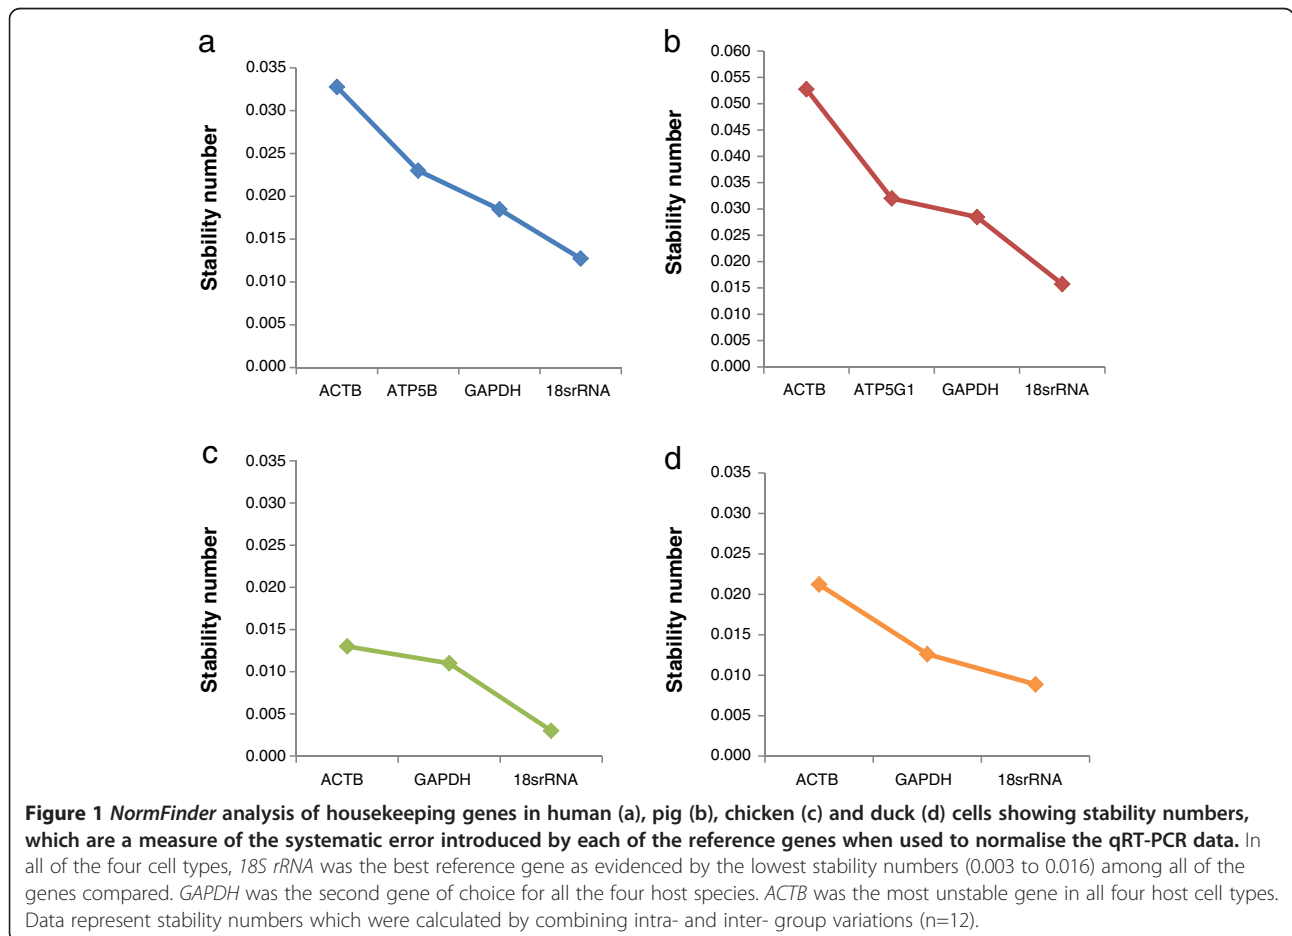 a
0.035
0.030
0.025
0.020
0.015
0.010
0.005
0.000
Stability number
ACTB ATP5B GAPDH 18srRNA
b
0.060
0.055
0.050
0.045
0.040
0.035
0.030
0.025
0.020
0.015
0.010
0.005
0.000
Stability number
ACTB ATP5G1 GAPDH 18srRNA
c
0.035
0.030
0.025
0.020
0.015
0.010
0.005
0.000
Stability number
ACTB GAPDH 18srRNA
d
0.035
0.030
0.025
0.020
0.015
0.010
0.005
0.000
Stability number
ACTB GAPDH 18srRNA
Figure 1 NormFinder analysis of housekeeping genes in human (a), pig (b), chicken (c) and duck (d) cells showing stability numbers,
which are a measure of the systematic error introduced by each of the reference genes when used to normalise the qRT-PCR data. In
all of the four cell types, 18S rRNA was the best reference gene as evidenced by the lowest stability numbers (0.003 to 0.016) among all of the
genes compared. GAPDH was the second gene of choice for all the four host species. ACTB was the most unstable gene in all four host cell types.
Data represent stability numbers which were calculated by combining intra- and inter- group variations (n=12).